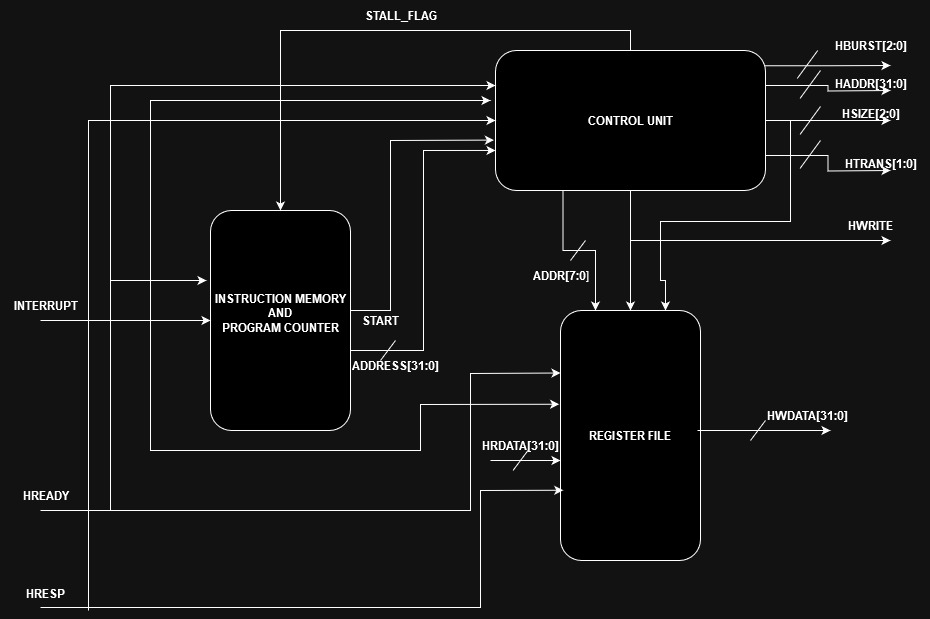 STALL_FLAG
HBURST[2:0]
HADDR[31:0]
HSIZE[2:0]
CONTROL UNIT
HTRANS[1:0]
HWRITE
ADDR[7:0]
INSTRUCTION MEMORY
AND
PROGRAM COUNTER
INTERRUPT
START
ADDRESS[31:0]
HWDATA[31:0]
REGISTER FILE
HRDATA[31:0]
HREADY
HRESP